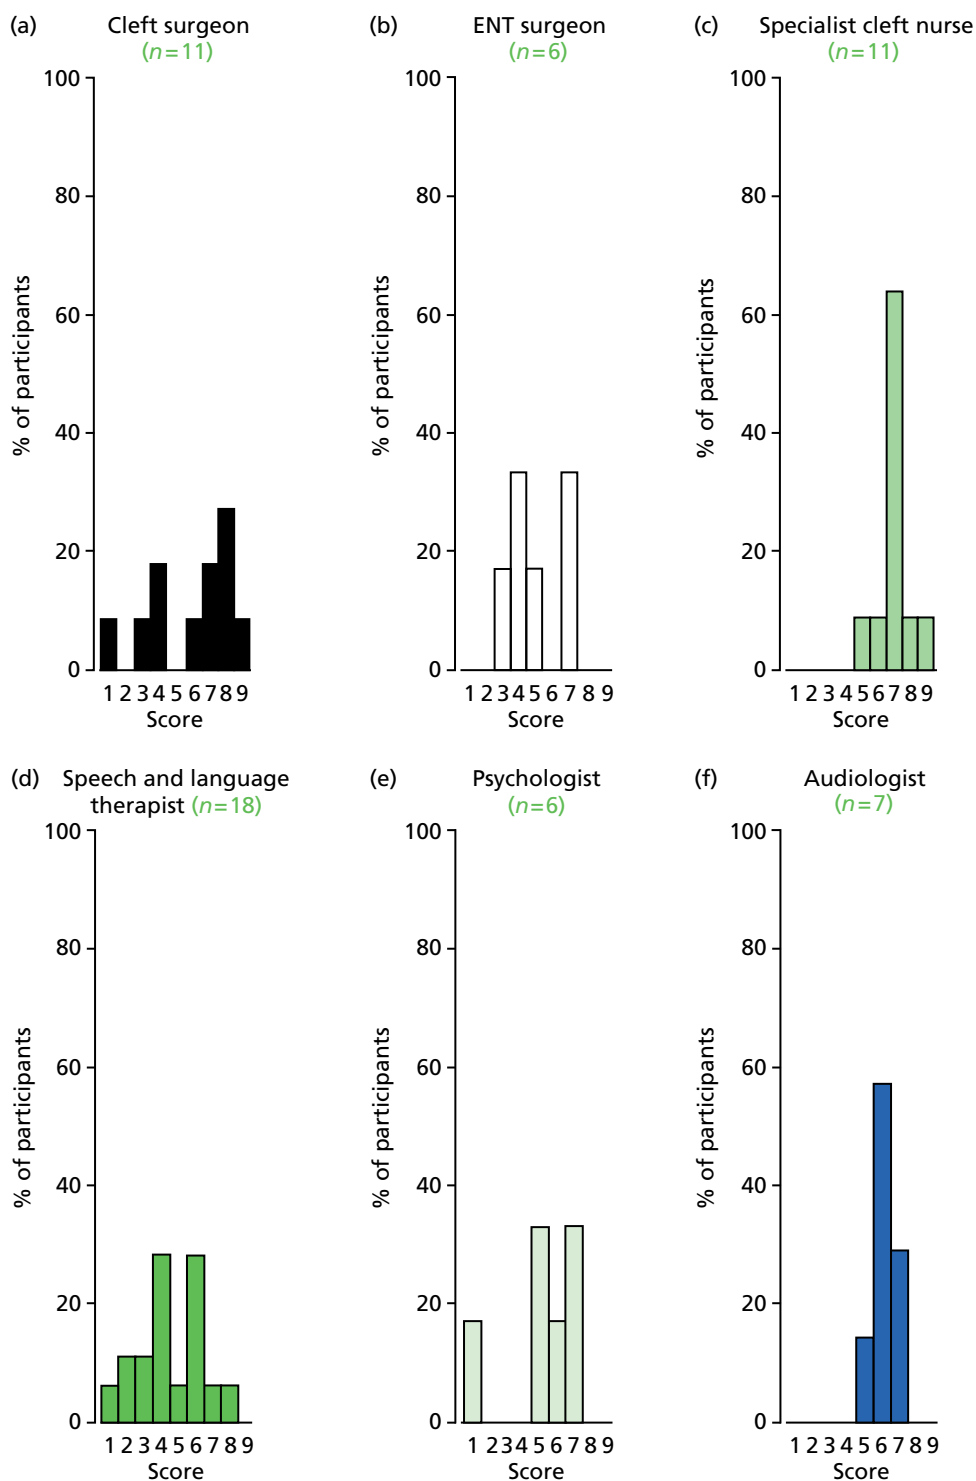 (a) Cleft surgeon
(n=11)
100
80
60
40
20
0
% of participants
1 2 3 4 5 6 7 8 9
Score
(b) ENT surgeon
(n=6)
100
80
60
40
20
0
% of participants
1 2 3 4 5 6 7 8 9
Score
(c) Specialist cleft nurse
(n=11)
100
80
60
40
20
0
% of participants
1 2 3 4 5 6 7 8 9
Score
(d) Speech and language
therapist (n=18)
100
80
60
40
20
0
% of participants
1 2 3 4 5 6 7 8 9
Score
(e) Psychologist
(n=6)
100
80
60
40
20
0
% of participants
1 2 3 4 5 6 7 8 9
Score
(f) Audiologist
(n=7)
100
80
60
40
20
0
% of participants
1 2 3 4 5 6 7 8 9
Score